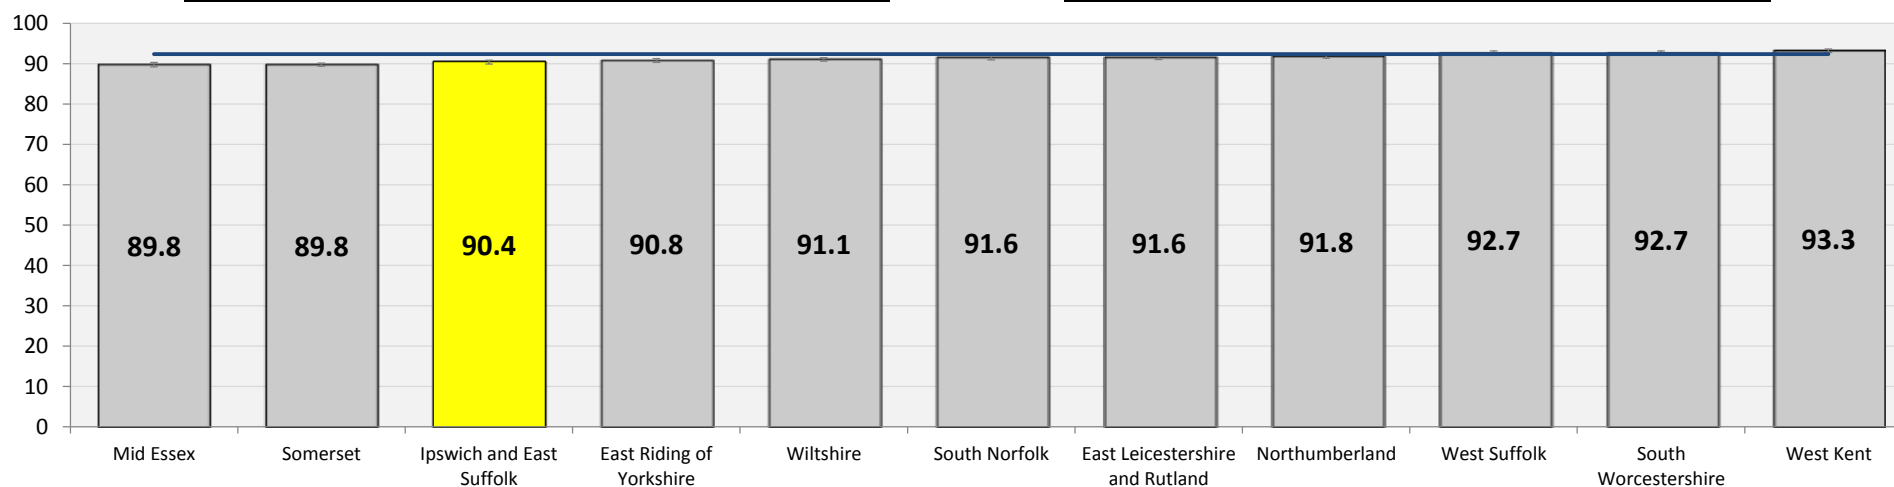 100
90
80
70
60
50
40
30
20
10
0
89.8
89.8
90.4
90.8
91.1
91.6
91.6
91.8
92.7
92.7
93.3
Mid Essex
Somerset
Ipswich and East
Suffolk
East Riding of
Yorkshire
Wiltshire
South Norfolk
East Leicestershire
and Rutland
Northumberland
West Suffolk
South
Worcestershire
West Kent